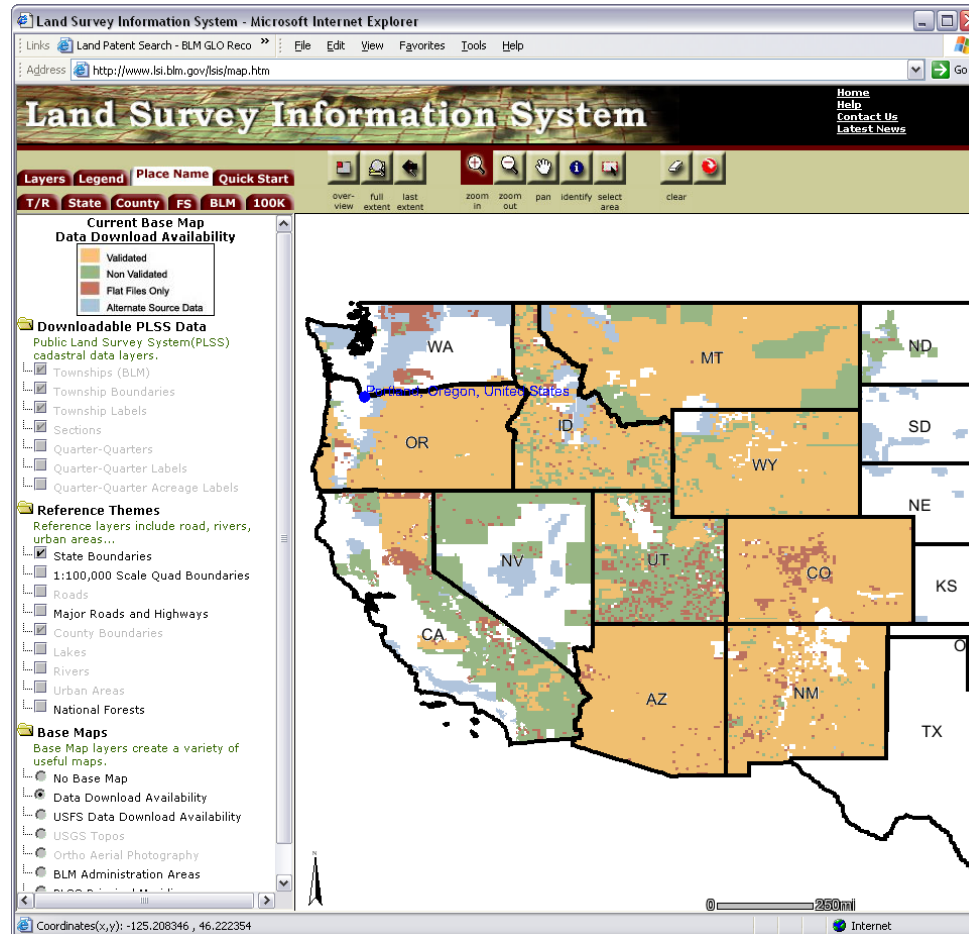 Land Survey Information System - Microsoft Internet Explorer
Links Land Patent Search - BLM GLO Reco » File Edit View Favorites Tools Help
Address http://www.lsi.blm.gov/lsis/map.htm Go
Land Survey Information System
Home
Help
Contact Us
Latest News
Layers Legend Place Name Quick Start
T/R State County FS BLM 100K
over-view full extent last extent zoom in zoom out pan identify select area clear
Current Base Map
Data Download Availability
Validated
Non Validated
Flat Files Only
Alternate Source Data
Downloadable PLSS Data
Public Land Survey System(PLSS)
cadastral data layers.
Townships (BLM)
Township Boundaries
Township Labels
Sections
Quarter-Quarters
Quarter-Quarter Labels
Quarter-Quarter Acreage Labels
Reference Themes
Reference layers include road, rivers,
urban areas...
State Boundaries
1:100,000 Scale Quad Boundaries
Roads
Major Roads and Highways
County Boundaries
Lakes
Rivers
Urban Areas
National Forests
Base Maps
Base Map layers create a variety of
useful maps.
No Base Map
Data Download Availability
USFS Data Download Availability
USGS Topos
Ortho Aerial Photography
BLM Administration Areas
WA
MT
ND
Portland, Oregon, United States
OR
ID
WY
SD
NE
NV
UT
CO
KS
CA
AZ
NM
O
TX
0 250mi
Coordinates(x,y): -125.208346 , 46.222354 Internet